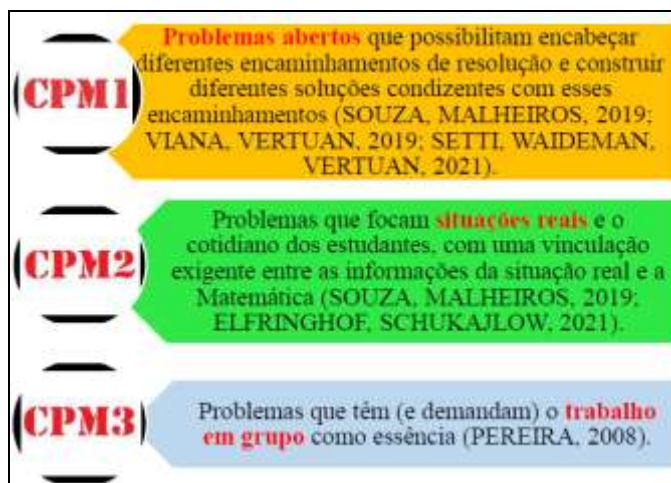 CPM1
Problemas abertos que possibilitam encabeçar
diferentes encaminhamentos de resolução e construir
diferentes soluções condizentes com esses
encaminhamentos (SOUZA, MALHEIROS, 2019;
VIANA, VERTUAN, 2019; SETTI, WAIDEMAN,
VERTUAN, 2021).
CPM2
Problemas que focam situações reais e o
cotidiano dos estudantes, com uma vinculação
exigente entre as informações da situação real e a
Matemática (SOUZA, MALHEIROS, 2019;
ELFRINGHOF, SCHUKAJLOW, 2021).
CPM3
Problemas que têm (e demandam) o trabalho
em grupo como essência (PEREIRA, 2008).